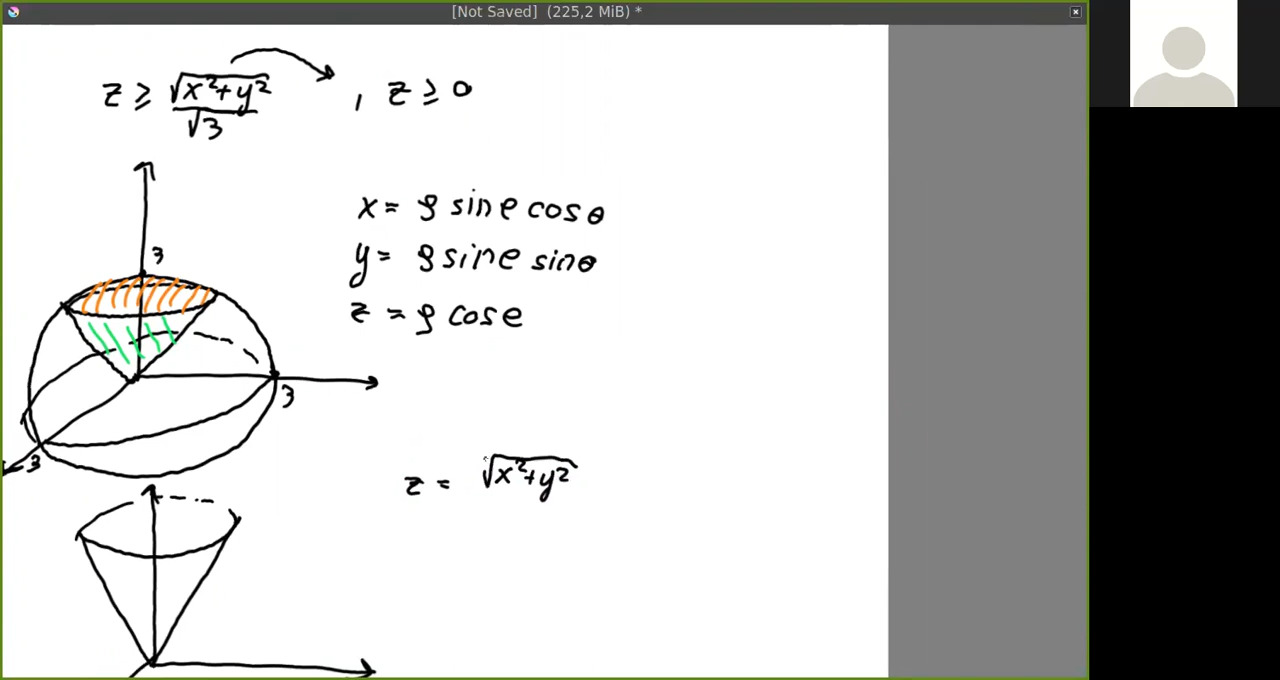 [Not Saved] (225,2 MiB) *
z ≥ √(x²+y²)/√3 , z ≥ 0
x = ρ sinφ cosθ
y = ρ sinφ sinθ
z = ρ cosφ
3
3
3
z = √(x²+y²)